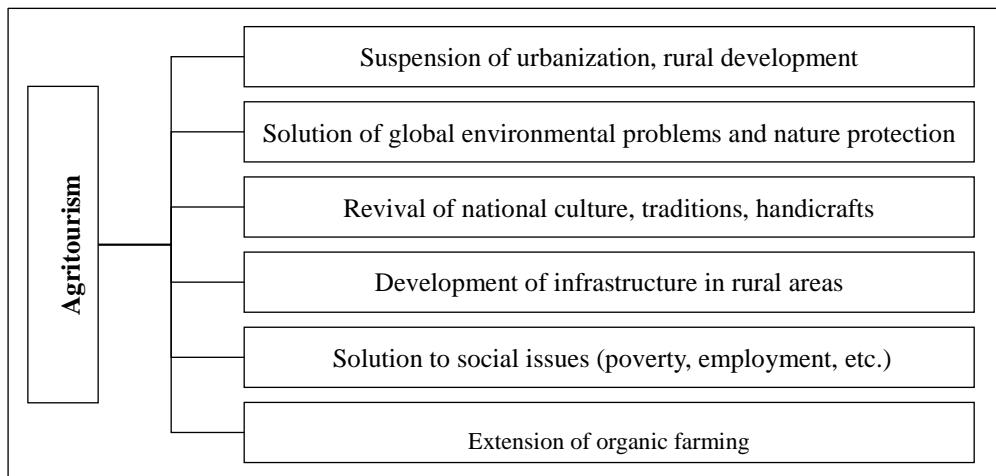 Agritourism
Suspension of urbanization, rural development
Solution of global environmental problems and nature protection
Revival of national culture, traditions, handicrafts
Development of infrastructure in rural areas
Solution to social issues (poverty, employment, etc.)
Extension of organic farming